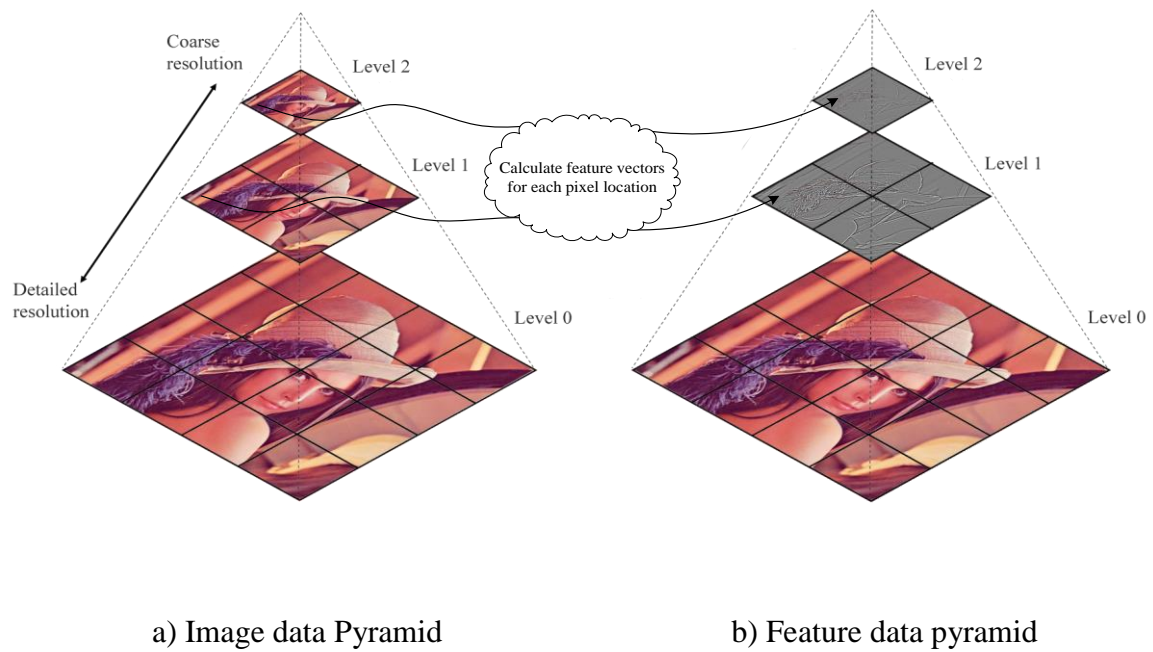 Coarse
resolution
Level 2
Level 1
Detailed
resolution
Level 0
Calculate feature vectors
for each pixel location
Level 2
Level 1
Level 0
a) Image data Pyramid
b) Feature data pyramid